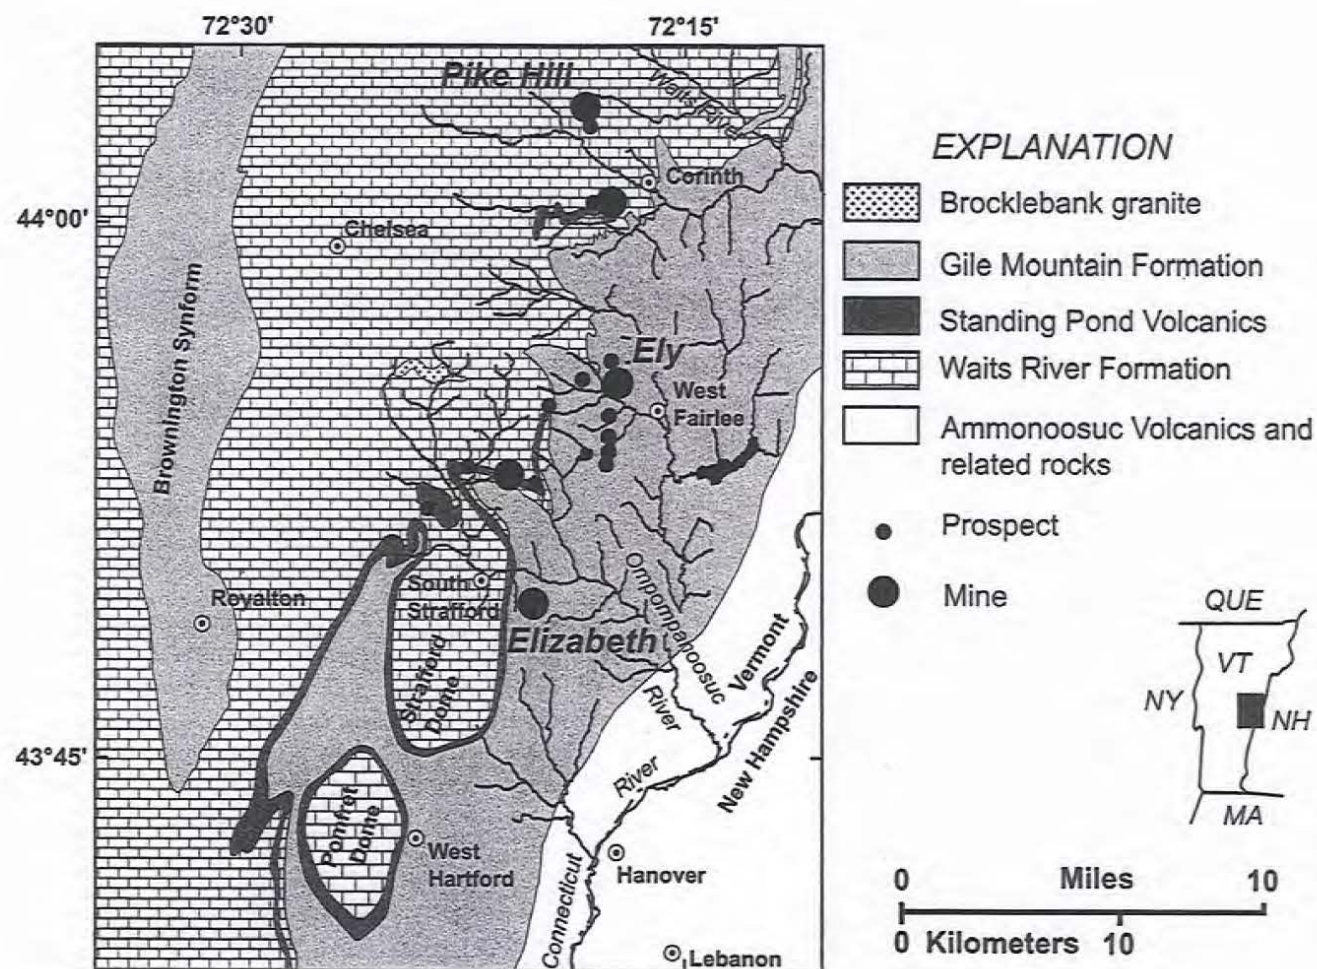 72°30'
72°15'
Pike Hill
Waits River
Corinth
44°00'
Chelsea
Brownington Synform
Ely
West
Fairlee
Royalton
South
Strafford
Elizabeth
Ompompanoosuc
River
Strafford
Dome
Vermont
New Hampshire
River
Connecticut
43°45'
Pomfret
Dome
West
Hartford
Hanover
Lebanon
EXPLANATION
Brocklebank granite
Gile Mountain Formation
Standing Pond Volcanics
Waits River Formation
Ammonoosuc Volcanics and
related rocks
Prospect
Mine
QUE
VT
NY
NH
MA
0 Miles 10
0 Kilometers 10